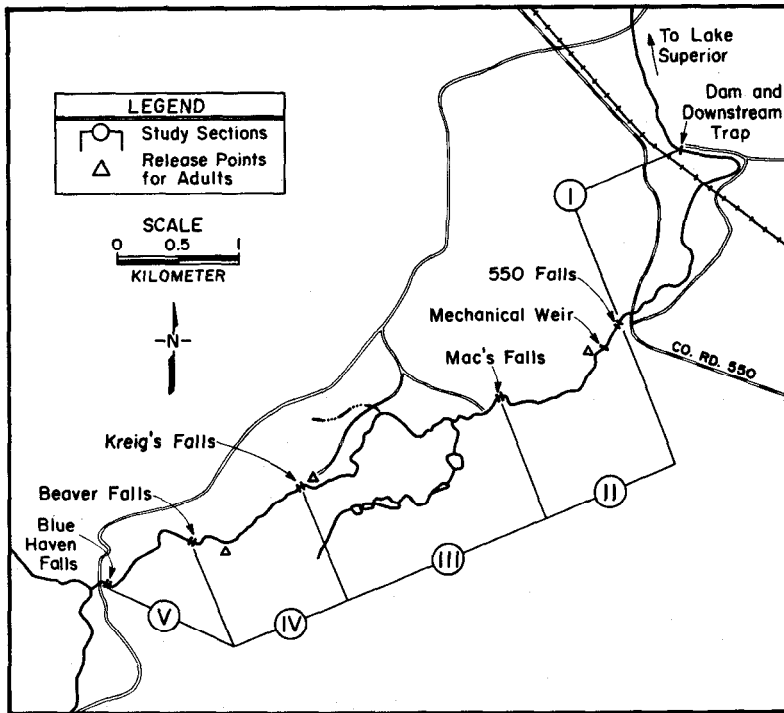 To Lake
Superior
Dam and
Downstream
Trap
LEGEND
Study Sections
Release Points
for Adults
SCALE
0 0.5 1
KILOMETER
-N-
I
550 Falls
Mechanical Weir
Mac's Falls
CO. RD. 550
Kreig's Falls
Beaver Falls
Blue
Haven
Falls
II
III
IV
V